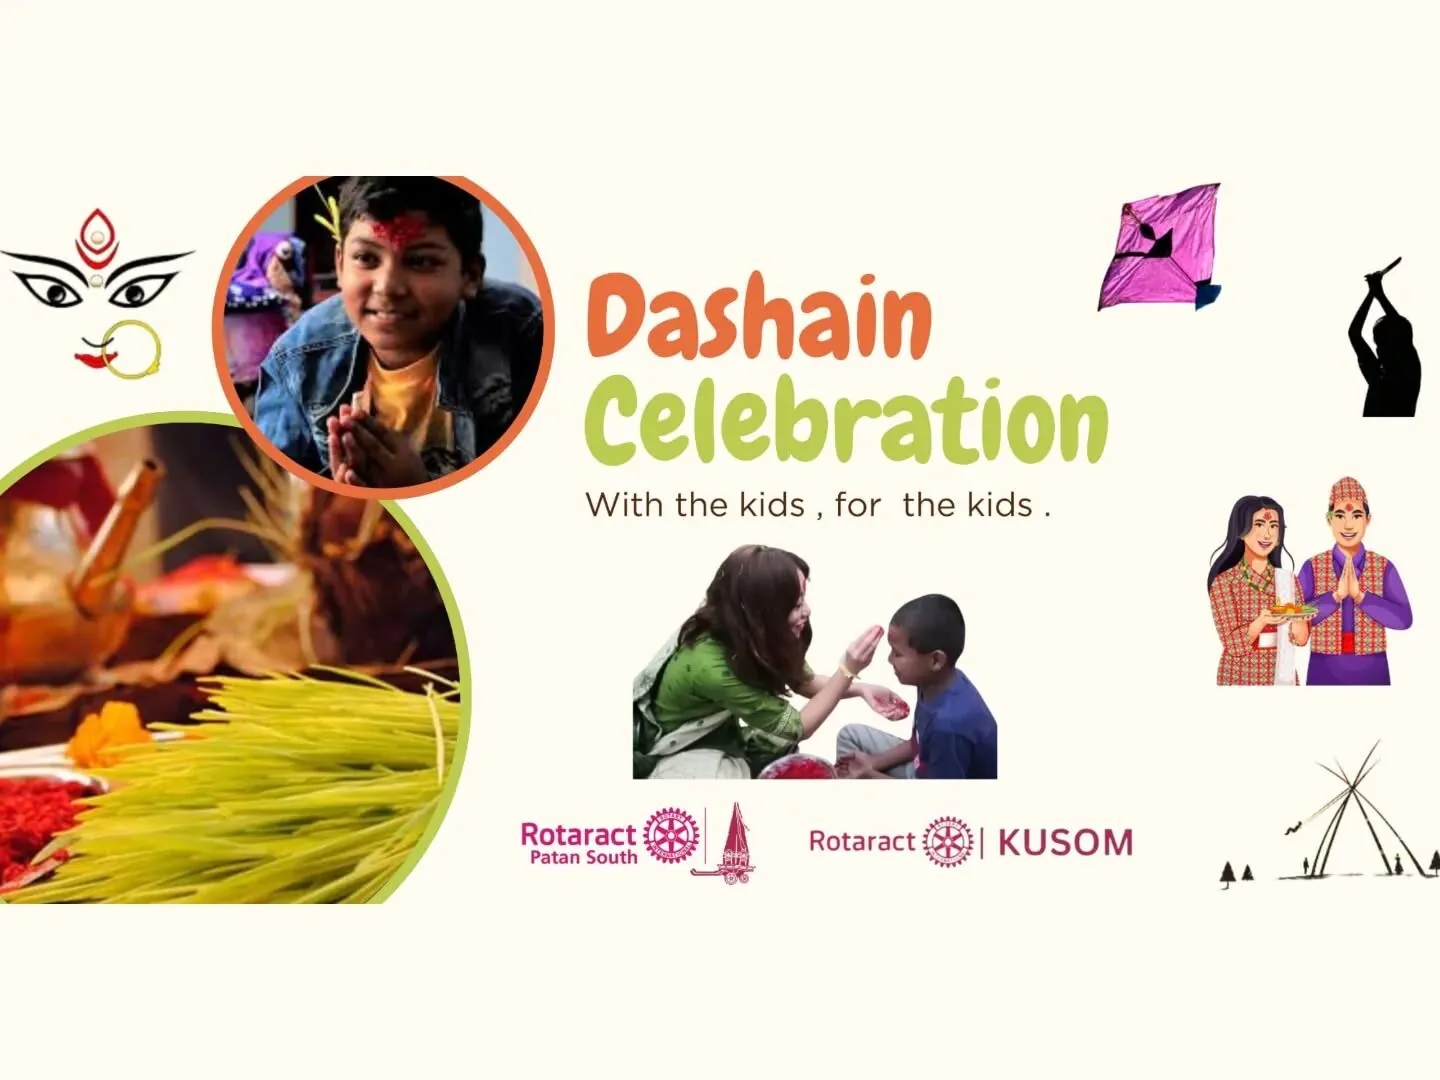 Dashain
Celebration
With the kids , for  the kids .
Rotaract
Patan South
Rotaract | KUSOM